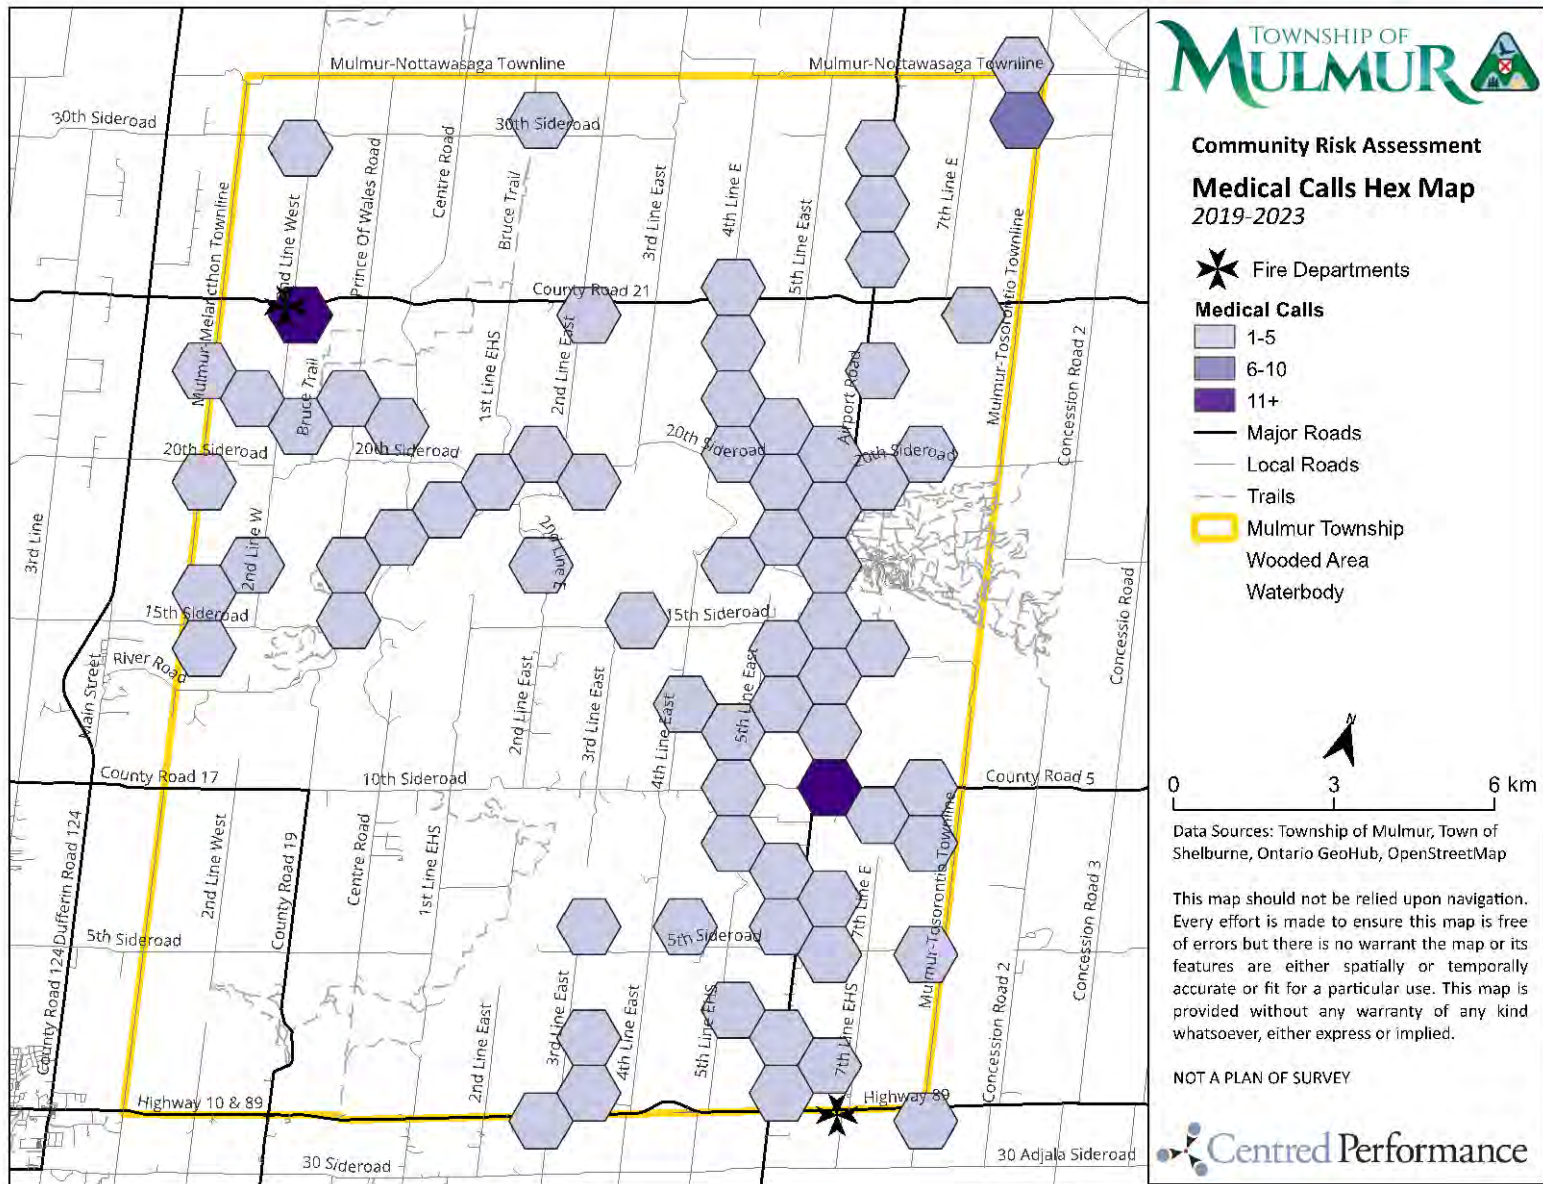 Mulmur-Nottawasaga Townline
Mulmur-Nottawasaga Townline
30th Sideroad
30th Sideroad
Mulmur-Melancthon Townline
2nd Line West
Prince Of Wales Road
Centre Road
Bruce Trail
3rd Line East
4th Line E
5th Line East
7th Line E
Mulmur-Tosorontio Townline
County Road 21
Bruce Trail
1st Line EHS
2nd Line East
Airport Road
Concession Road 2
20th Sideroad
20th Sideroad
20th Sideroad
20th Sideroad
3rd Line
2nd Line W
2nd Line E
15th Sideroad
15th Sideroad
River Road
Main Street
2nd Line East
3rd Line East
4th Line East
5th Line East
Concessio Road
County Road 17
10th Sideroad
County Road 5
County Road 124
Dufferin Road 124
2nd Line West
County Road 19
Centre Road
1st Line EHS
7th Line E
Mulmur-Tosorontio Townline
Concession Road 3
5th Sideroad
5th Sideroad
County Road 124
2nd Line East
3rd Line East
4th Line East
5th Line EHS
7th Line EHS
Concession Road 2
Highway 10 & 89
Highway 89
30 Sideroad
30 Adjala Sideroad
TOWNSHIP OF
MULMUR
Community Risk Assessment
Medical Calls Hex Map
2019-2023
Fire Departments
Medical Calls
1-5
6-10
11+
Major Roads
Local Roads
Trails
Mulmur Township
Wooded Area
Waterbody
N
0 3 6 km
Data Sources: Township of Mulmur, Town of
Shelburne, Ontario GeoHub, OpenStreetMap
This map should not be relied upon navigation.
Every effort is made to ensure this map is free
of errors but there is no warrant the map or its
features are either spatially or temporally
accurate or fit for a particular use. This map is
provided without any warranty of any kind
whatsoever, either express or implied.
NOT A PLAN OF SURVEY
Centred Performance